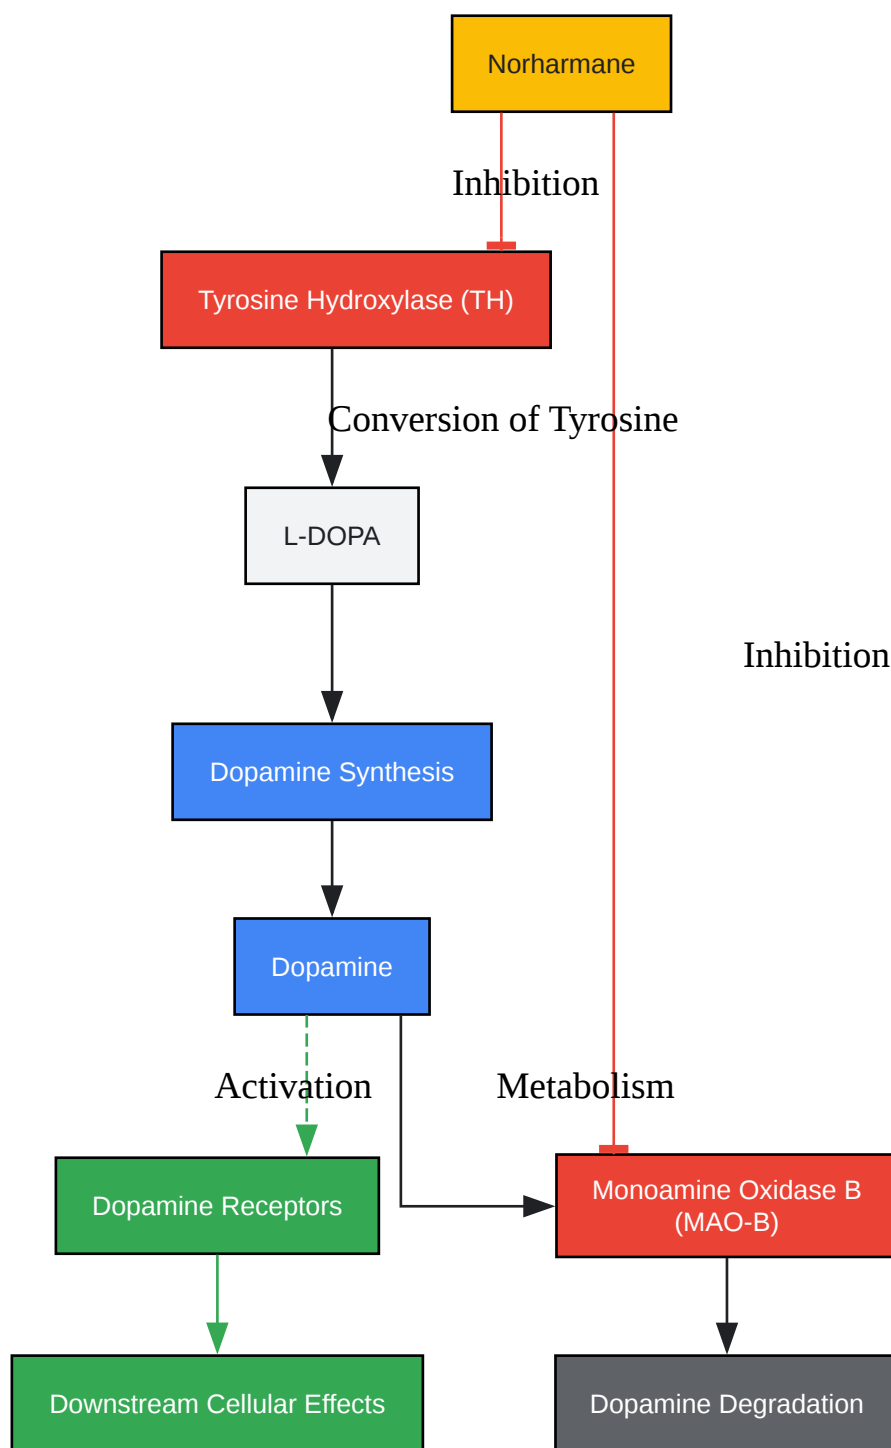 Norharmane
Inhibition
Tyrosine Hydroxylase (TH)
Conversion of Tyrosine
L-DOPA
Inhibition
Dopamine Synthesis
Dopamine
Activation
Metabolism
Dopamine Receptors
Monoamine Oxidase B
(MAO-B)
Downstream Cellular Effects
Dopamine Degradation